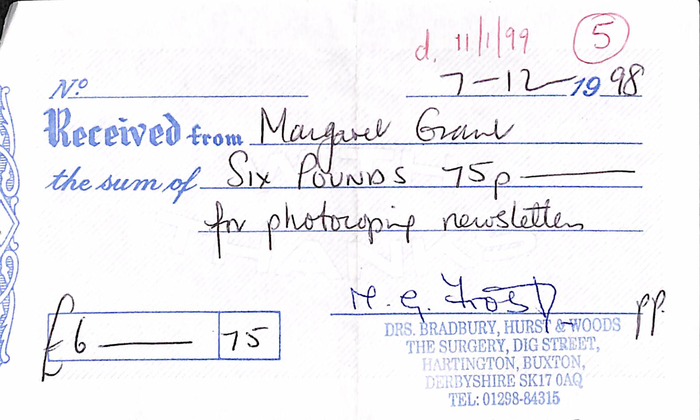 d. 11/1/99 5
No 7-12-1998
Received from Margaret Grant
the sum of Six Pounds 75p
for photocoping newsletters
M. G. Frost pp.
£6 — 75
DRS. BRADBURY, HURST & WOODS
THE SURGERY, DIG STREET,
HARTINGTON, BUXTON,
DERBYSHIRE SK17 0AQ
TEL: 01298-84315